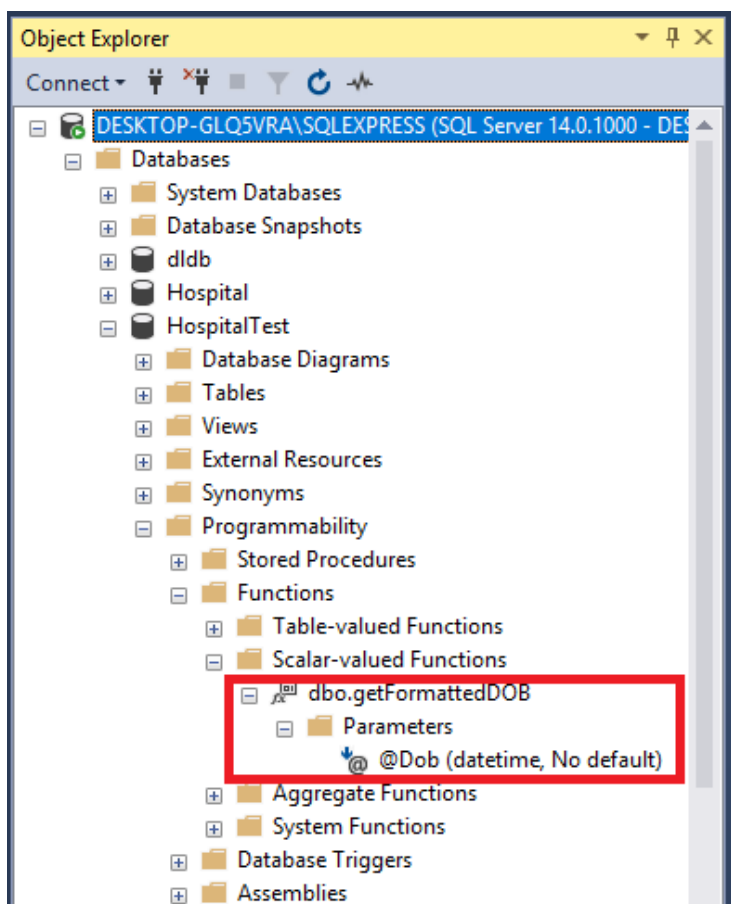 Object Explorer
Connect
DESKTOP-GLQ5VRA\SQLEXPRESS (SQL Server 14.0.1000 - DES
Databases
System Databases
Database Snapshots
dldb
Hospital
HospitalTest
Database Diagrams
Tables
Views
External Resources
Synonyms
Programmability
Stored Procedures
Functions
Table-valued Functions
Scalar-valued Functions
dbo.getFormattedDOB
Parameters
@Dob (datetime, No default)
Aggregate Functions
System Functions
Database Triggers
Assemblies